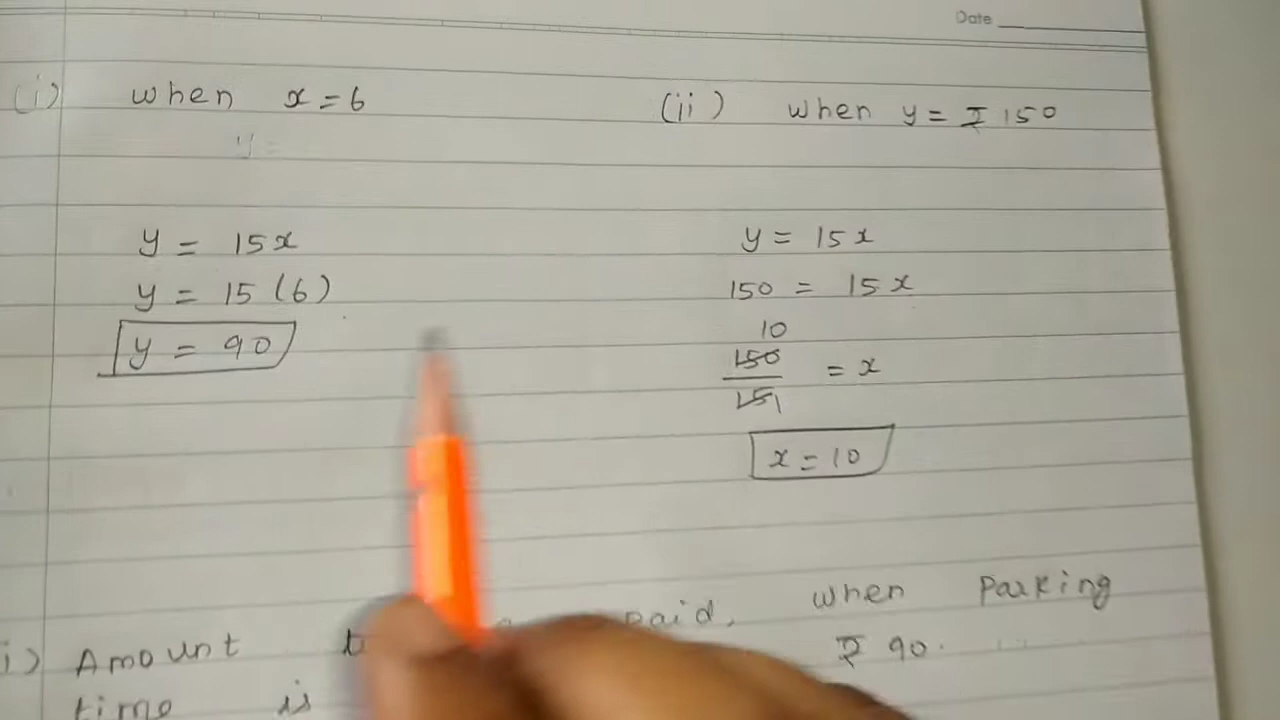 Date
(i) when x = 6
y =
y = 15x
y = 15 (6)
y = 90
(ii) when y = ₹ 150
y = 15x
150 = 15x
10
150 = x
15 1
x = 10
i) Amount paid, when parking
time is ₹ 90.